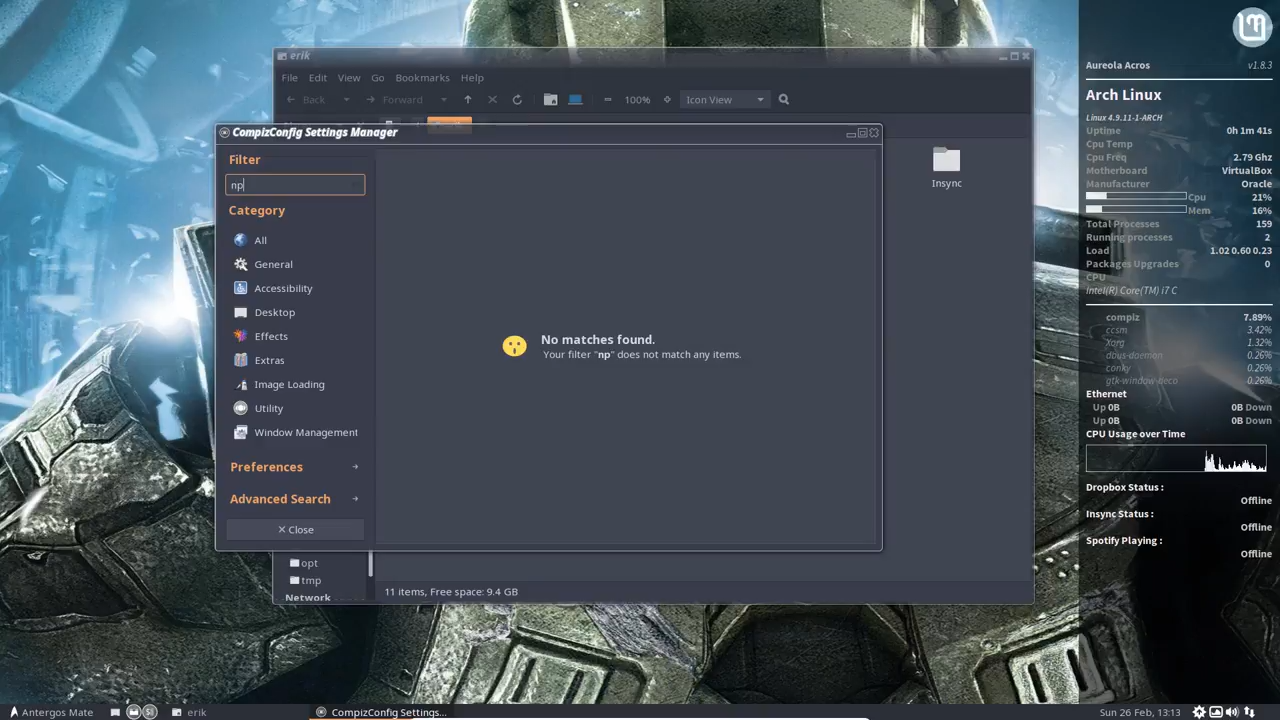 erik
File Edit View Go Bookmarks Help
Back Forward 100% Icon View
CompizConfig Settings Manager
Filter
np
Category
All
General
Accessibility
Desktop
Effects
Extras
Image Loading
Utility
Window Management
Preferences
Advanced Search
Close
No matches found.
Your filter "np" does not match any items.
Insync
opt
tmp
Network
11 items, Free space: 9.4 GB
Aureola Acros v1.8.3
Arch Linux
Linux 4.9.11-1-ARCH
Uptime 0h 1m 41s
Cpu Temp
Cpu Freq 2.79 Ghz
Motherboard VirtualBox
Manufacturer Oracle
Cpu 21%
Mem 16%
Total Processes 159
Running processes 2
Load 1.02 0.60 0.23
Packages Upgrades 0
CPU
Intel(R) Core(TM) i7 C
compiz 7.89%
ccsm 3.42%
Xorg 1.32%
dbus-daemon 0.26%
conky 0.26%
gtk-window-deco 0.26%
Ethernet
Up 0B 0B Down
Up 0B 0B Down
CPU Usage over Time
Dropbox Status :
Offline
Insync Status :
Offline
Spotify Playing :
Offline
Antergos Mate erik CompizConfig Settings... Sun 26 Feb, 13:13